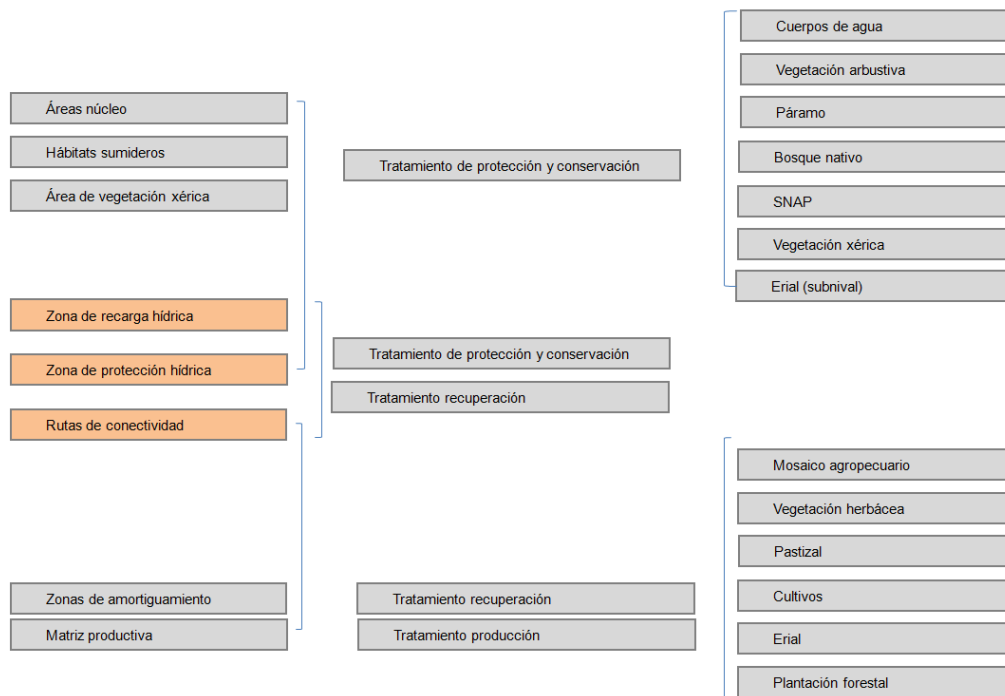 Áreas núcleo
Hábitats sumideros
Área de vegetación xérica
Zona de recarga hídrica
Zona de protección hídrica
Rutas de conectividad
Zonas de amortiguamiento
Matriz productiva
Tratamiento de protección y conservación
Tratamiento de protección y conservación
Tratamiento recuperación
Tratamiento recuperación
Tratamiento producción
Cuerpos de agua
Vegetación arbustiva
Páramo
Bosque nativo
SNAP
Vegetación xérica
Erial (subnival)
Mosaico agropecuario
Vegetación herbácea
Pastizal
Cultivos
Erial
Plantación forestal